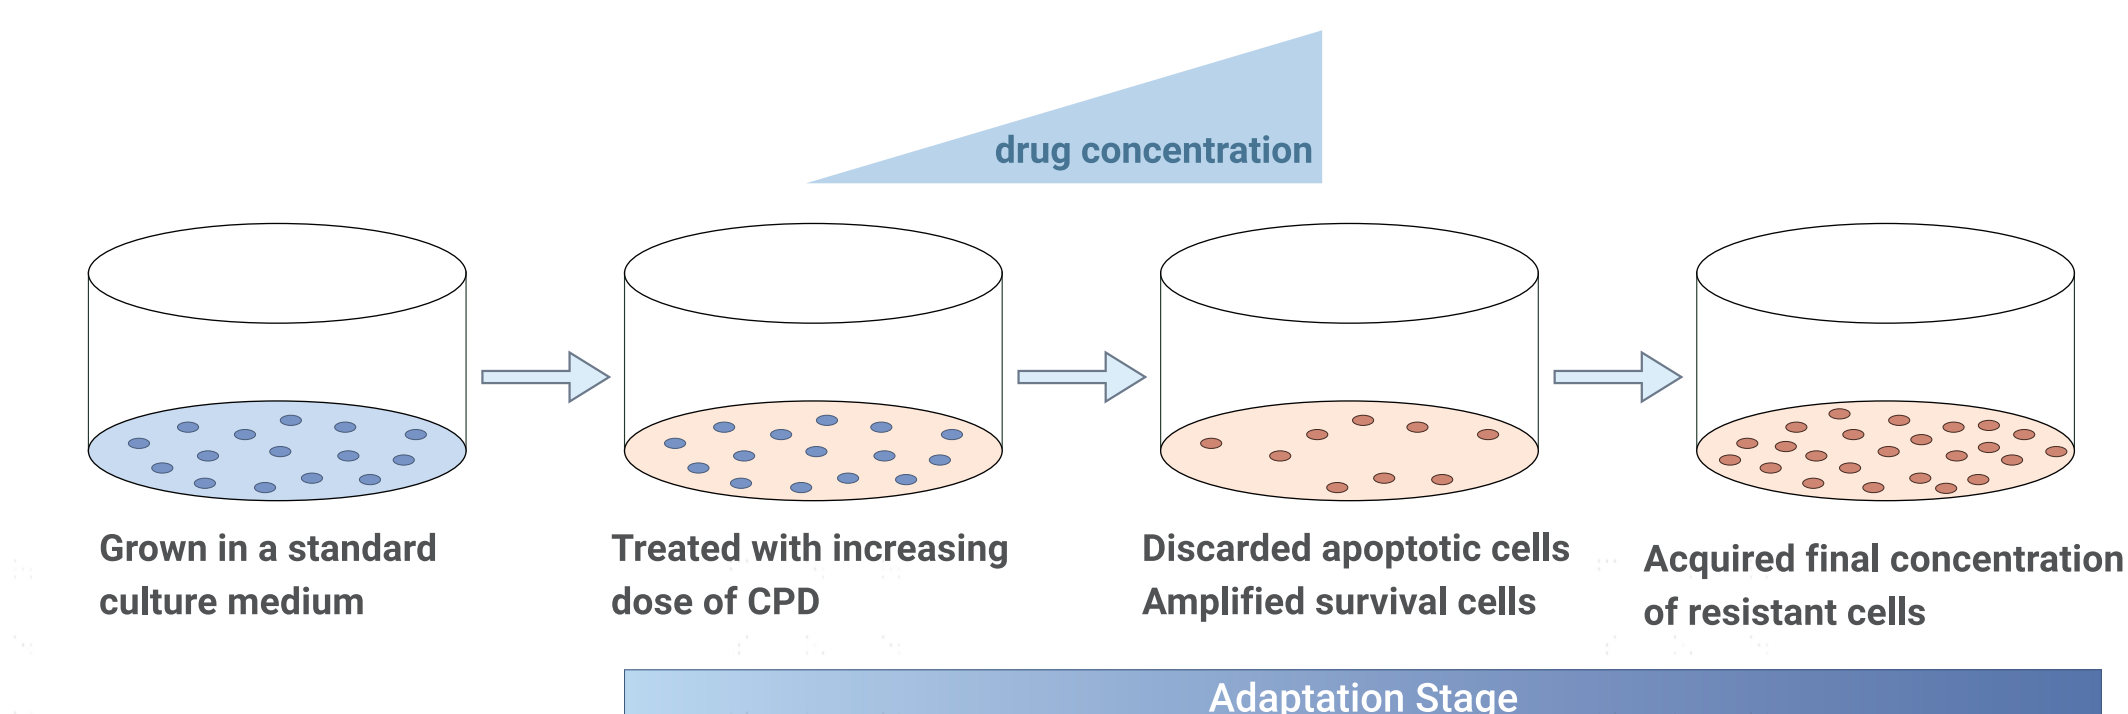 drug concentration
Grown in a standard
culture medium
Treated with increasing
dose of CPD
Discarded apoptotic cells
Amplified survival cells
Acquired final concentration
of resistant cells
Adaptation Stage